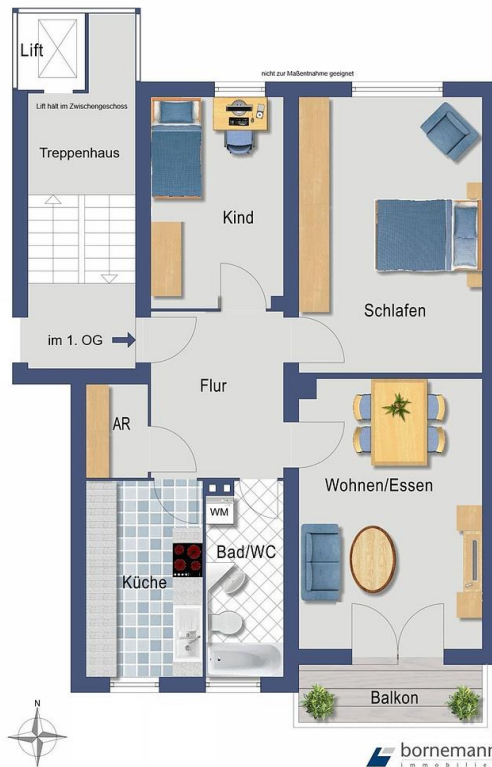 Lift
nicht zur Maßentnahme geeignet
Lift hält im Zwischengeschoss
Treppenhaus
Kind
Schlafen
im 1. OG
Flur
AR
Wohnen/Essen
WM
Bad/WC
Küche
Balkon
N
bornemann
immobilie